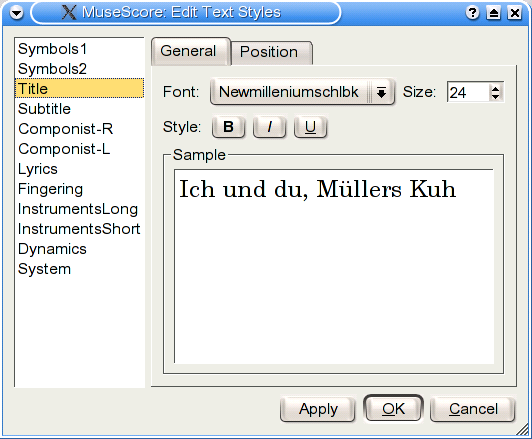 MuseScore: Edit Text Styles
Symbols1
Symbols2
Title
Subtitle
Componist-R
Componist-L
Lyrics
Fingering
InstrumentsLong
InstrumentsShort
Dynamics
System
General Position
Font: Newmilleniumschlbk Size: 24
Style: B I U
Sample
Ich und du, Müllers Kuh
Apply OK Cancel